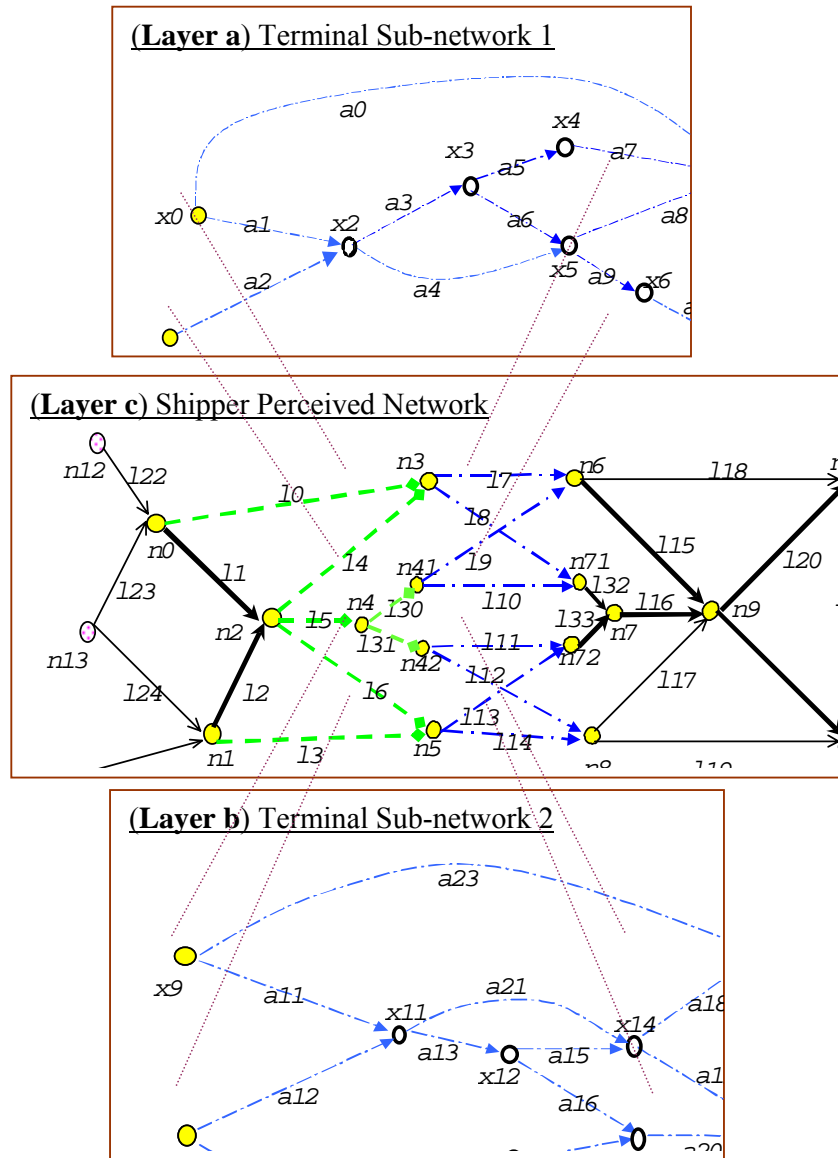 (Layer a) Terminal Sub-network 1
a0
x4
x3
a5
a7
a3
x0
a1
x2
a6
a8
x5
a2
a4
a9
x6
(Layer c) Shipper Perceived Network
n12
l22
n3
n6
l7
l18
l0
n0
l8
l15
l20
l23
l1
l4
l9
n41
n71
l32
n4
l30
l10
n2
l5
l33
l16
n9
n13
l31
l11
n7
n42
n72
l24
l2
l6
l12
l17
l13
n1
l3
n5
l14
n8
(Layer b) Terminal Sub-network 2
a23
x9
a11
a21
a18
x11
x14
a13
a15
x12
a12
a16